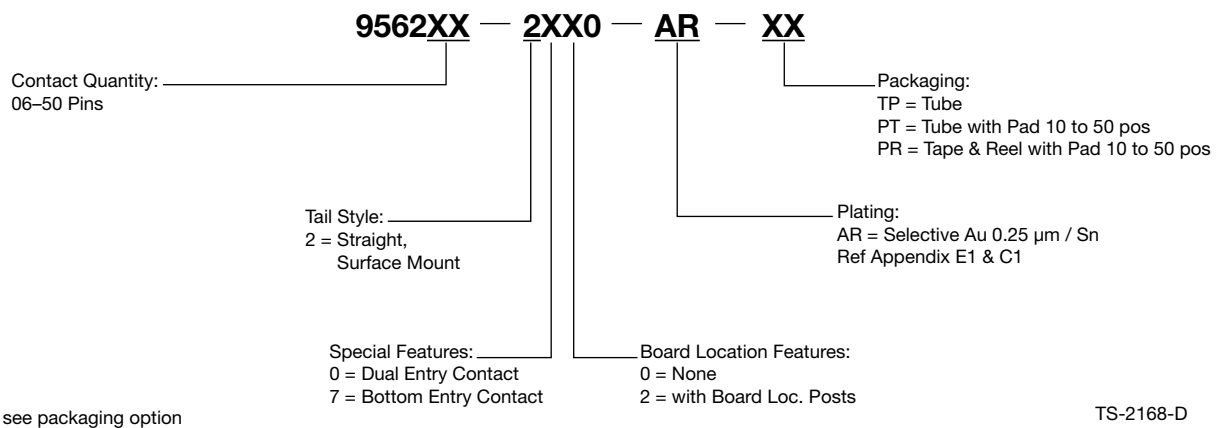 9562XX — 2XX0 — AR — XX
Contact Quantity:
06–50 Pins
Packaging:
TP = Tube
PT = Tube with Pad 10 to 50 pos
PR = Tape & Reel with Pad 10 to 50 pos
Tail Style:
2 = Straight,
Surface Mount
Plating:
AR = Selective Au 0.25 µm / Sn
Ref Appendix E1 & C1
Special Features:
0 = Dual Entry Contact
7 = Bottom Entry Contact
Board Location Features:
0 = None
2 = with Board Loc. Posts
see packaging option
TS-2168-D